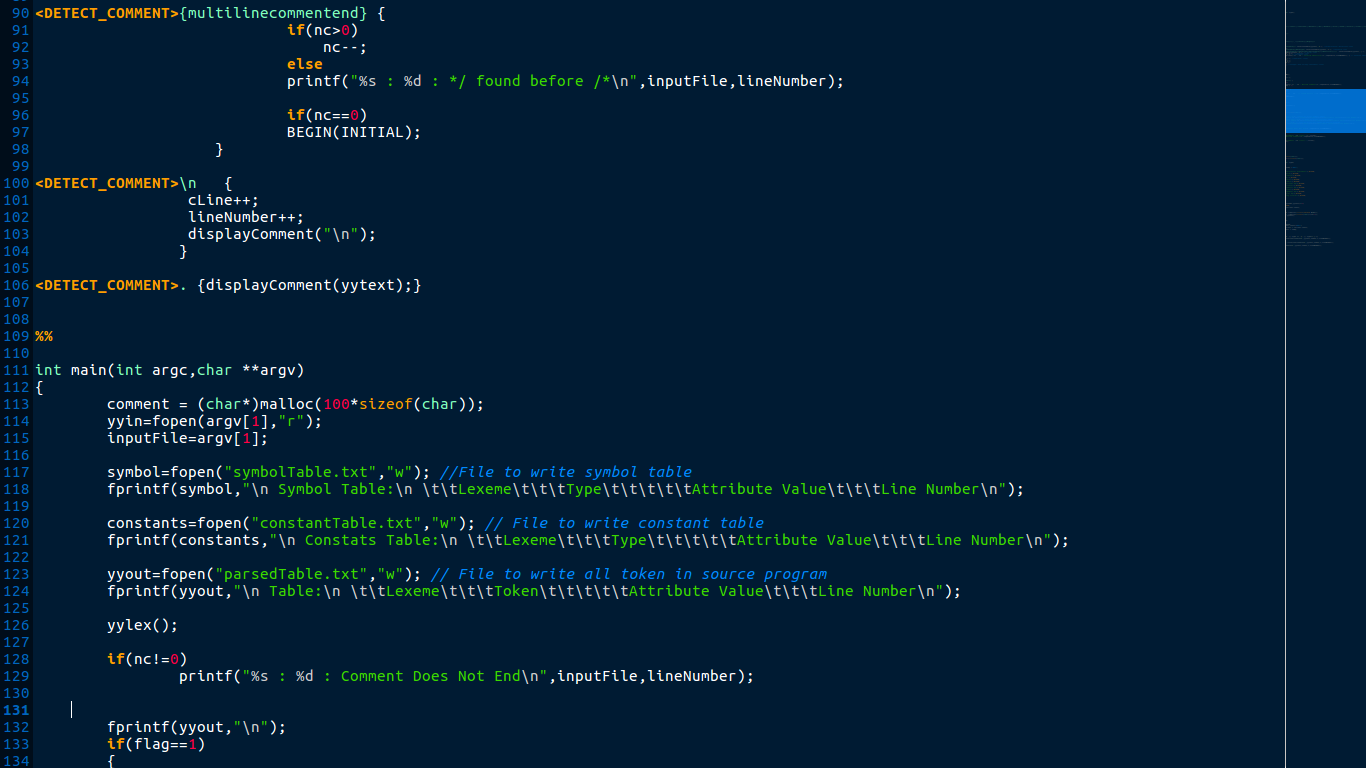 90 <DETECT_COMMENT>{multilinecommentend} {
91 if(nc>0)
92 nc--;
93 else
94 printf("%s : %d : */ found before /*\n",inputFile,lineNumber);
95
96 if(nc==0)
97 BEGIN(INITIAL);
98 }
99
100 <DETECT_COMMENT>\n {
101 cLine++;
102 lineNumber++;
103 displayComment("\n");
104 }
105
106 <DETECT_COMMENT>. {displayComment(yytext);}
107
108
109 %%
110
111 int main(int argc,char **argv)
112 {
113 comment = (char*)malloc(100*sizeof(char));
114 yyin=fopen(argv[1],"r");
115 inputFile=argv[1];
116
117 symbol=fopen("symbolTable.txt","w"); //File to write symbol table
118 fprintf(symbol,"\n Symbol Table:\n \t\tLexeme\t\t\tType\t\t\t\t\tAttribute Value\t\t\tLine Number\n");
119
120 constants=fopen("constantTable.txt","w"); // File to write constant table
121 fprintf(constants,"\n Constats Table:\n \t\tLexeme\t\t\tType\t\t\t\t\tAttribute Value\t\t\tLine Number\n");
122
123 yyout=fopen("parsedTable.txt","w"); // File to write all token in source program
124 fprintf(yyout,"\n Table:\n \t\tLexeme\t\t\tToken\t\t\t\t\tAttribute Value\t\t\tLine Number\n");
125
126 yylex();
127
128 if(nc!=0)
129 printf("%s : %d : Comment Does Not End\n",inputFile,lineNumber);
130
131
132 fprintf(yyout,"\n");
133 if(flag==1)
134 {